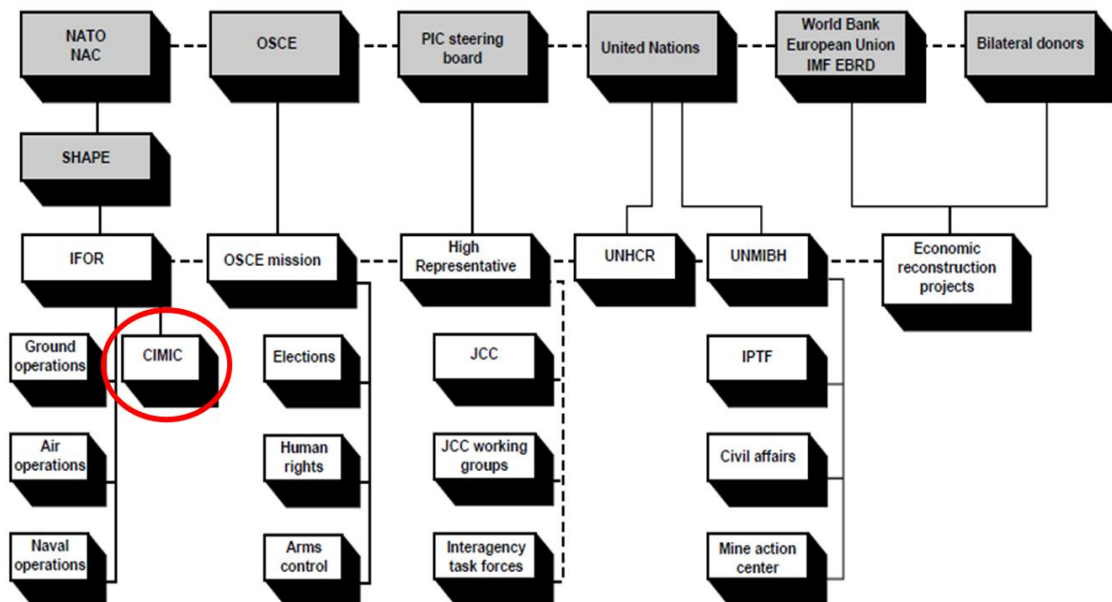 NATO
NAC
OSCE
PIC steering
board
United Nations
World Bank
European Union
IMF EBRD
Bilateral donors
SHAPE
IFOR
OSCE mission
High
Representative
UNHCR
UNMIBH
Economic
reconstruction
projects
Ground
operations
CIMIC
Elections
JCC
IPTF
Air
operations
Human
rights
JCC working
groups
Civil affairs
Naval
operations
Arms
control
Interagency
task forces
Mine action
center